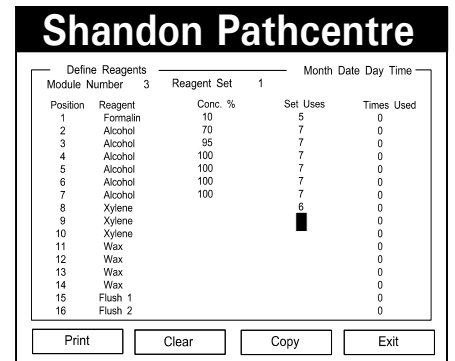 Shandon Pathcentre
Define Reagents Month Date Day Time
Module Number 3 Reagent Set 1
Position Reagent Conc. % Set Uses Times Used
1 Formalin 10 5 0
2 Alcohol 70 7 0
3 Alcohol 95 7 0
4 Alcohol 100 7 0
5 Alcohol 100 7 0
6 Alcohol 100 7 0
7 Alcohol 100 7 0
8 Xylene 6 0
9 Xylene 0
10 Xylene 0
11 Wax 0
12 Wax 0
13 Wax 0
14 Wax 0
15 Flush 1 0
16 Flush 2 0
Print Clear Copy Exit